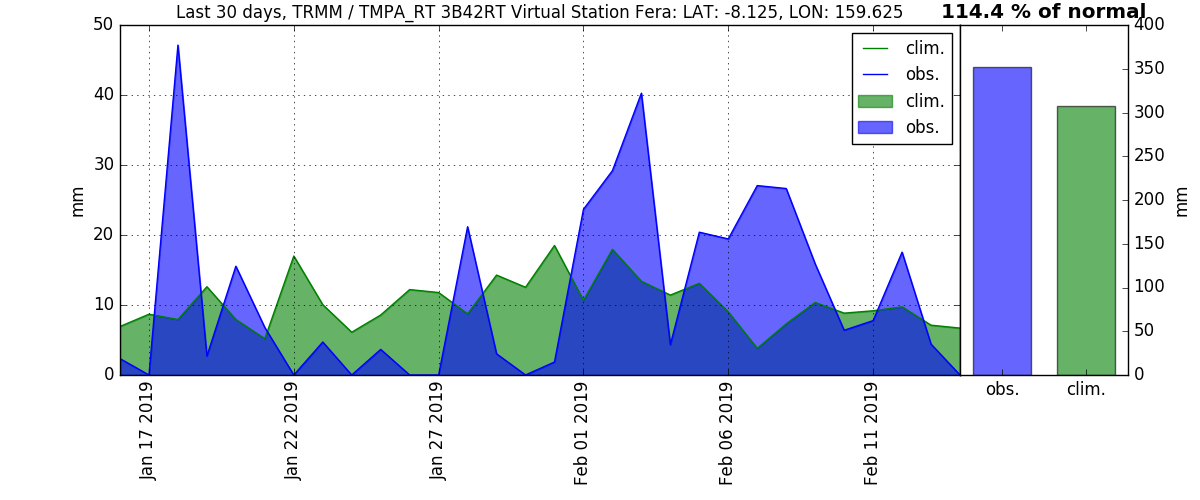 Last 30 days, TRMM / TMPA_RT 3B42RT Virtual Station Fera: LAT: -8.125, LON: 159.625
114.4 % of normal
50
40
30
20
10
0
mm
clim.
obs.
clim.
obs.
400
350
300
250
200
150
100
50
0
mm
obs.
clim.
Jan 17 2019
Jan 22 2019
Jan 27 2019
Feb 01 2019
Feb 06 2019
Feb 11 2019